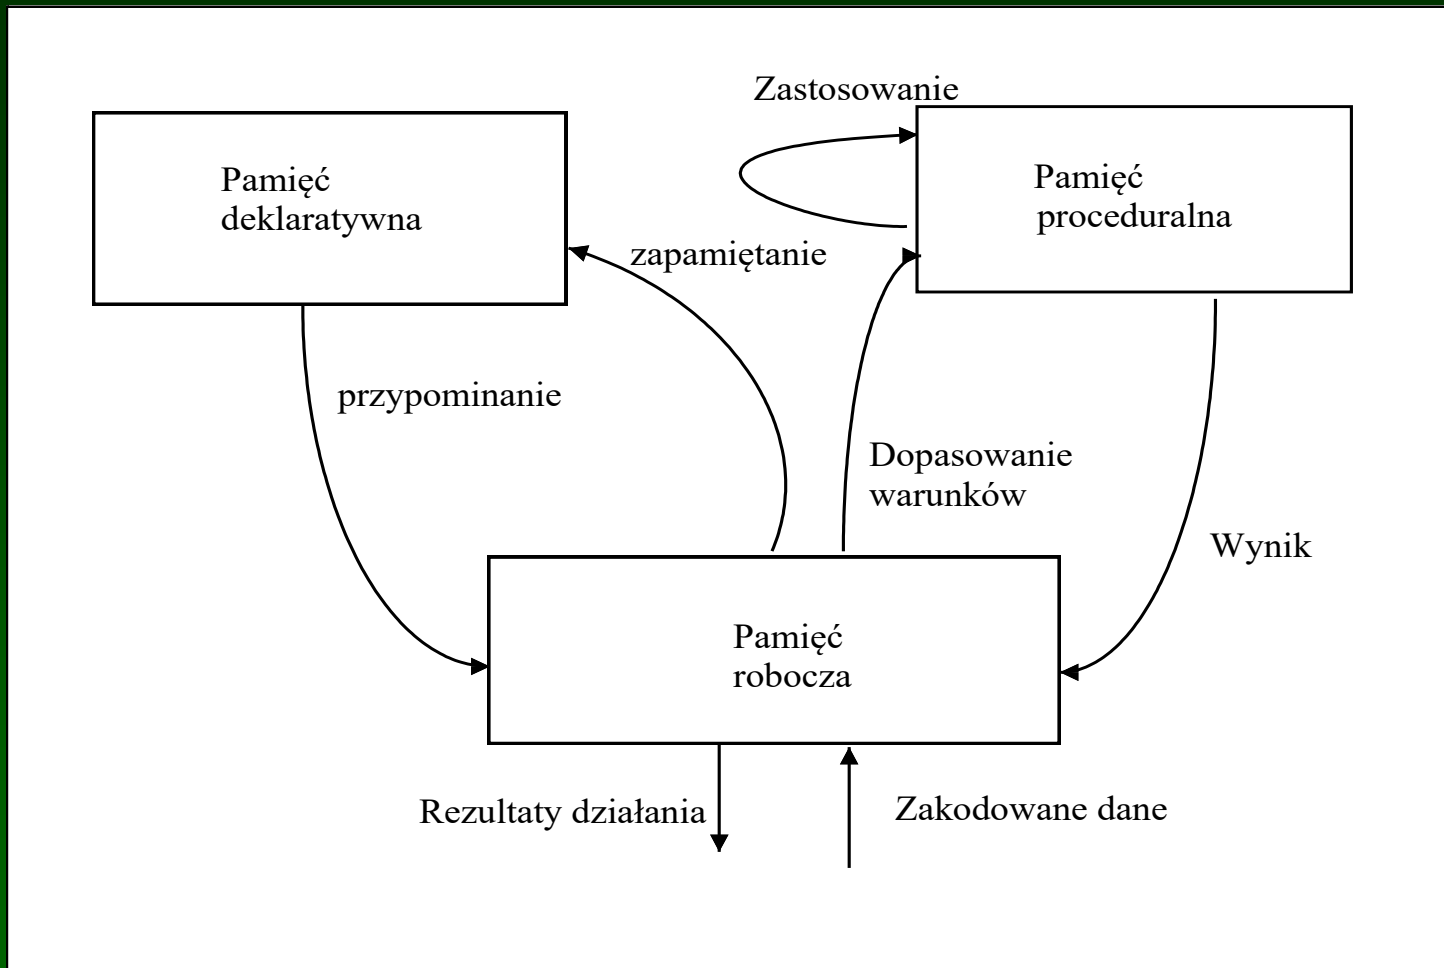 Zastosowanie
Pamięć
deklaratywna
Pamięć
proceduralna
zapamiętanie
przypominanie
Dopasowanie
warunków
Wynik
Pamięć
robocza
Rezultaty działania
Zakodowane dane